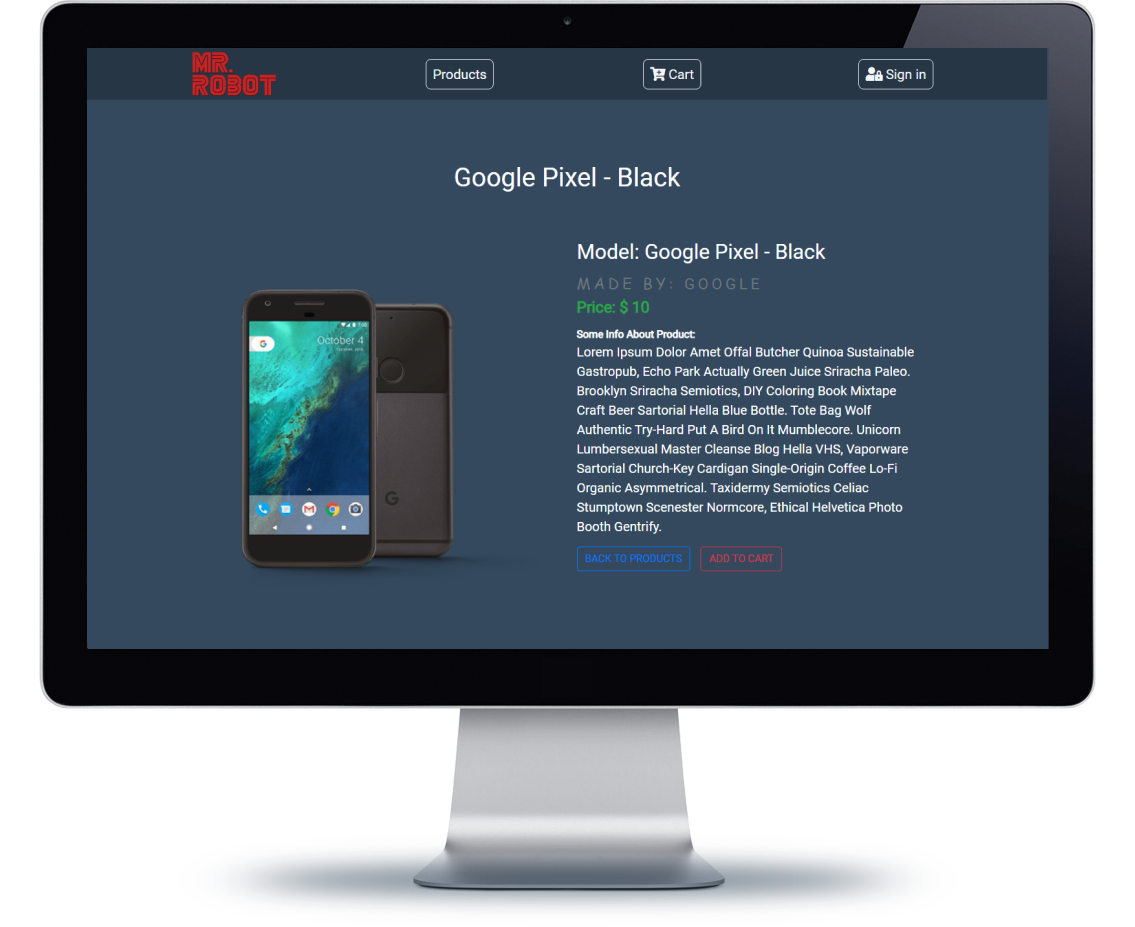 MR.
ROBOT
Products
Cart
Sign in
Google Pixel - Black
Model: Google Pixel - Black
MADE BY: GOOGLE
Price: $ 10
Some Info About Product:
Lorem Ipsum Dolor Amet Offal Butcher Quinoa Sustainable
Gastropub, Echo Park Actually Green Juice Sriracha Paleo.
Brooklyn Sriracha Semiotics, DIY Coloring Book Mixtape
Craft Beer Sartorial Hella Blue Bottle. Tote Bag Wolf
Authentic Try-Hard Put A Bird On It Mumblecore. Unicorn
Lumbersexual Master Cleanse Blog Hella VHS, Vaporware
Sartorial Church-Key Cardigan Single-Origin Coffee Lo-Fi
Organic Asymmetrical. Taxidermy Semiotics Celiac
Stumptown Scenester Normcore, Ethical Helvetica Photo
Booth Gentrify.
BACK TO PRODUCTS
ADD TO CART
October 4
G
G